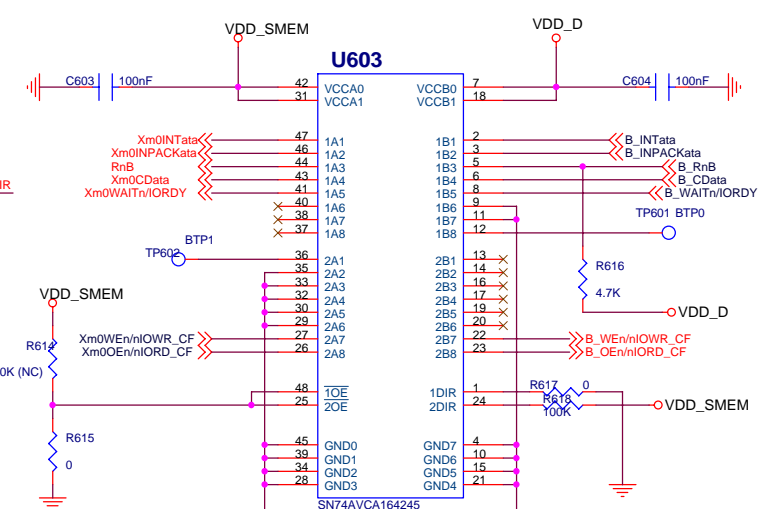 VDD_SMEM
VDD_D
U603
C603
100nF
C604
100nF
42
VCCA0
VCCB0
7
31
VCCA1
VCCB1
18
Xm0INTata
47
1A1
1B1
2
B_INTata
Xm0INPACKata
46
1A2
1B2
3
B_INPACKata
RnB
44
1A3
1B3
5
B_RnB
Xm0CData
43
1A4
1B4
6
B_CData
IR
Xm0WAITn/IORDY
41
1A5
1B5
8
B_WAITn/IORDY
40
1A6
1B6
9
38
1A7
1B7
11
TP601 BTP0
37
1A8
1B8
12
BTP1
TP602
36
2A1
2B1
13
35
2A2
2B2
14
R616
33
2A3
2B3
16
VDD_SMEM
32
2A4
2B4
17
4.7K
30
2A5
2B5
19
VDD_D
29
2A6
2B6
20
Xm0WEn/nIOWR_CF
27
2A7
2B7
22
B_WEn/nIOWR_CF
R614
Xm0OEn/nIORD_CF
26
2A8
2B8
23
B_OEn/nIORD_CF
0K (NC)
48
1OE
1DIR
1
R617
0
25
2OE
2DIR
24
R618
VDD_SMEM
100K
R615
45
GND0
GND7
4
39
GND1
GND6
10
0
34
GND2
GND5
15
28
GND3
GND4
21
SN74AVCA164245